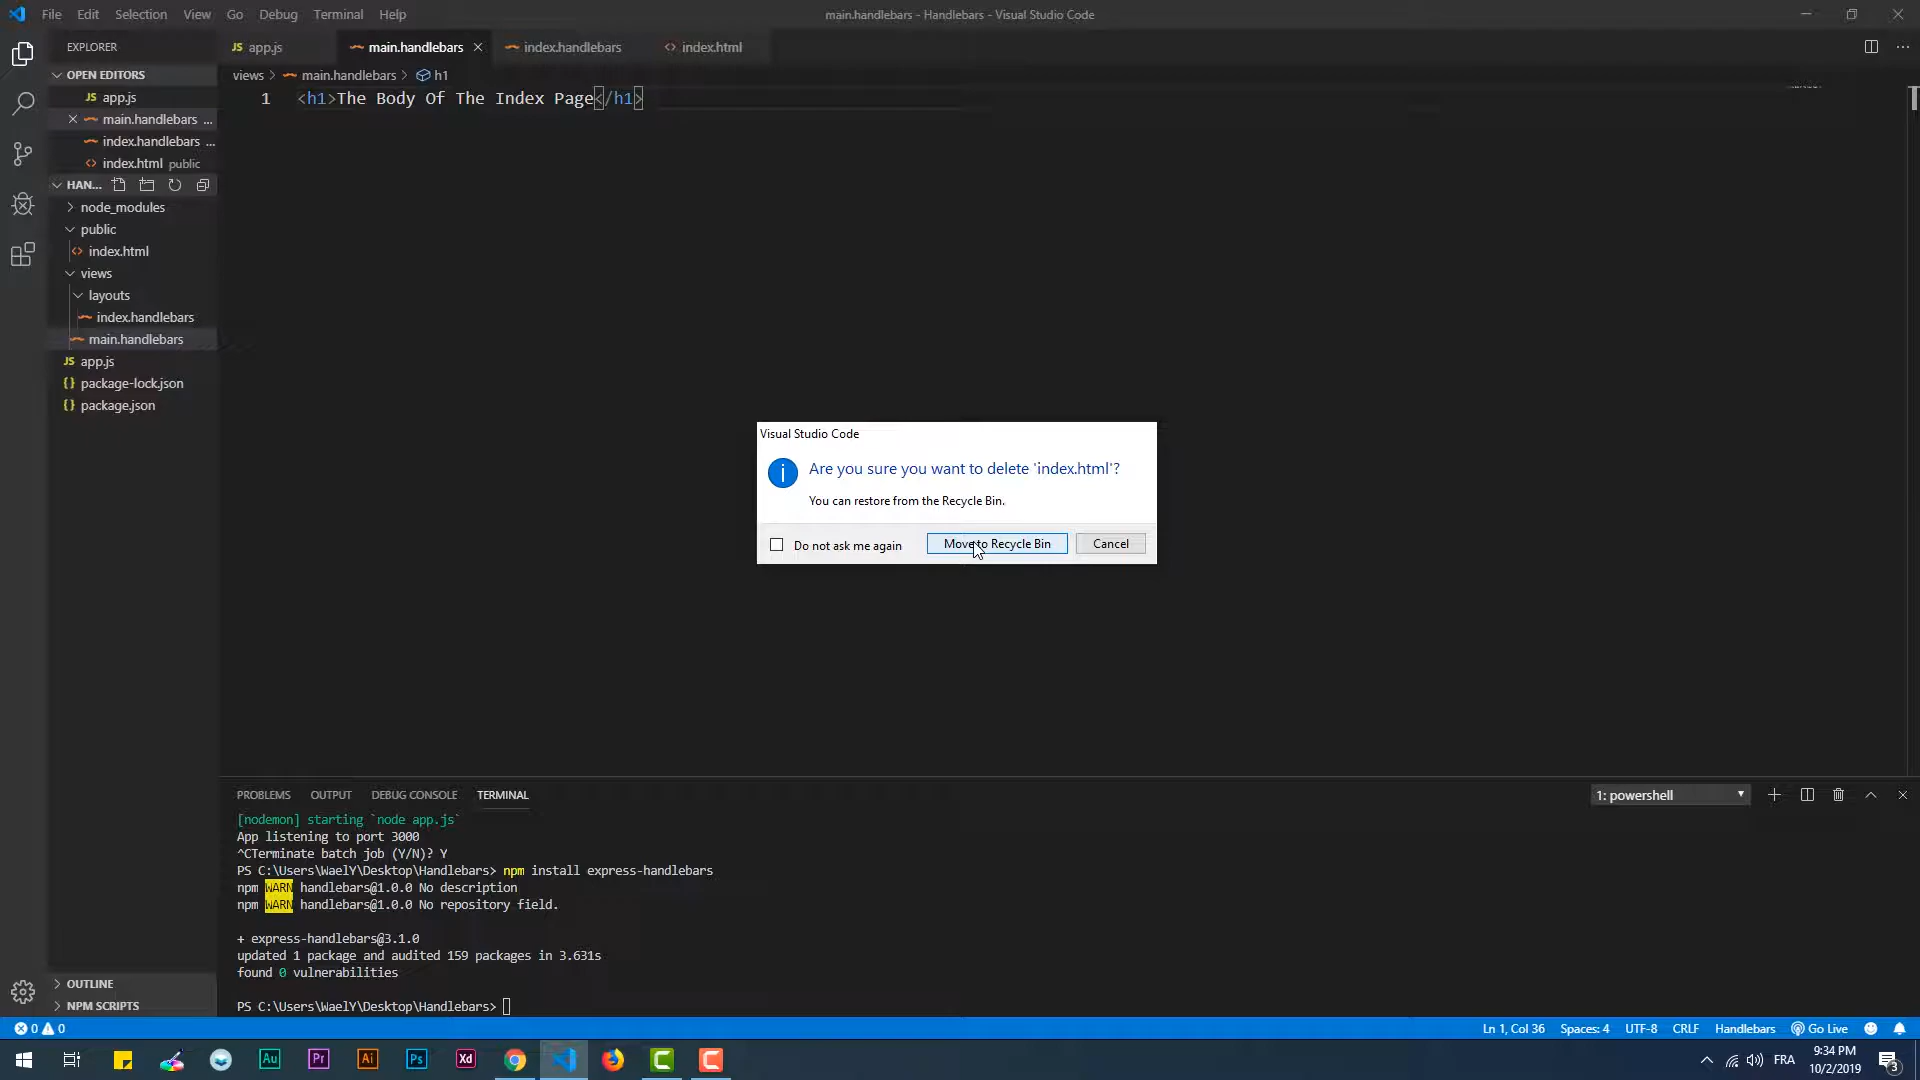 File Edit Selection View Go Debug Terminal Help
main.handlebars - Handlebars - Visual Studio Code
EXPLORER
JS app.js
main.handlebars
index.handlebars
<> index.html
OPEN EDITORS
views > main.handlebars > h1
JS app.js
main.handlebars ...
index.handlebars ...
<> index.html public
1 <h1>The Body Of The Index Page</h1>
HAN...
node_modules
public
<> index.html
views
layouts
index.handlebars
main.handlebars
JS app.js
{} package-lock.json
{} package.json
Visual Studio Code
Are you sure you want to delete 'index.html'?
You can restore from the Recycle Bin.
Do not ask me again
Move to Recycle Bin
Cancel
PROBLEMS OUTPUT DEBUG CONSOLE TERMINAL
1: powershell
[nodemon] starting `node app.js`
App listening to port 3000
^CTerminate batch job (Y/N)? Y
PS C:\Users\WaelY\Desktop\Handlebars> npm install express-handlebars
npm WARN handlebars@1.0.0 No description
npm WARN handlebars@1.0.0 No repository field.
+ express-handlebars@3.1.0
updated 1 package and audited 159 packages in 3.631s
found 0 vulnerabilities
PS C:\Users\WaelY\Desktop\Handlebars>
OUTLINE
NPM SCRIPTS
0 0
Ln 1, Col 36 Spaces: 4 UTF-8 CRLF Handlebars Go Live
Au Pr Ai Ps Xd
FRA
9:34 PM
10/2/2019
3